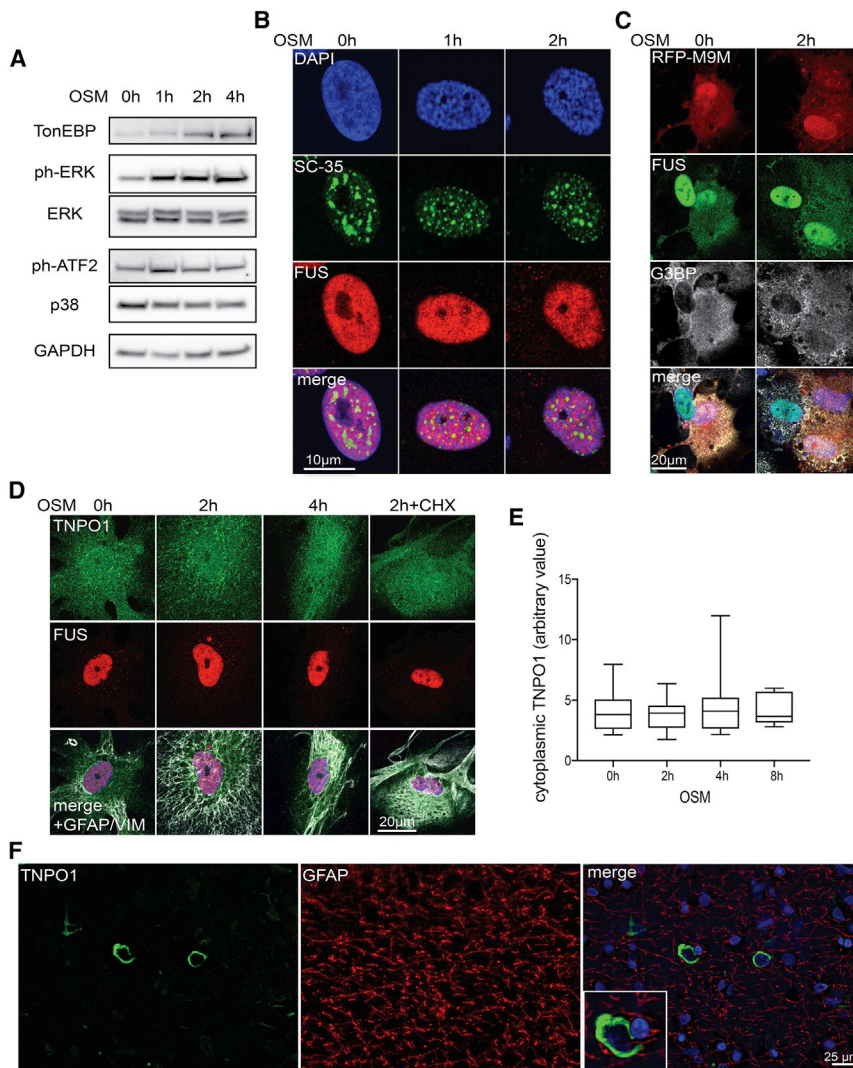 A
OSM 0h 1h 2h 4h
TonEBP
ph-ERK
ERK
ph-ATF2
p38
GAPDH
B
OSM 0h 1h 2h
DAPI
SC-35
FUS
merge
10µm
C
OSM 0h 2h
RFP-M9M
FUS
G3BP
merge
20µm
D
OSM 0h 2h 4h 2h+CHX
TNPO1
FUS
merge
+GFAP/VIM
20µm
E
cytoplasmic TNPO1 (arbitrary value)
15
10
5
0
0h 2h 4h 8h
OSM
F
TNPO1 GFAP merge
25 µm